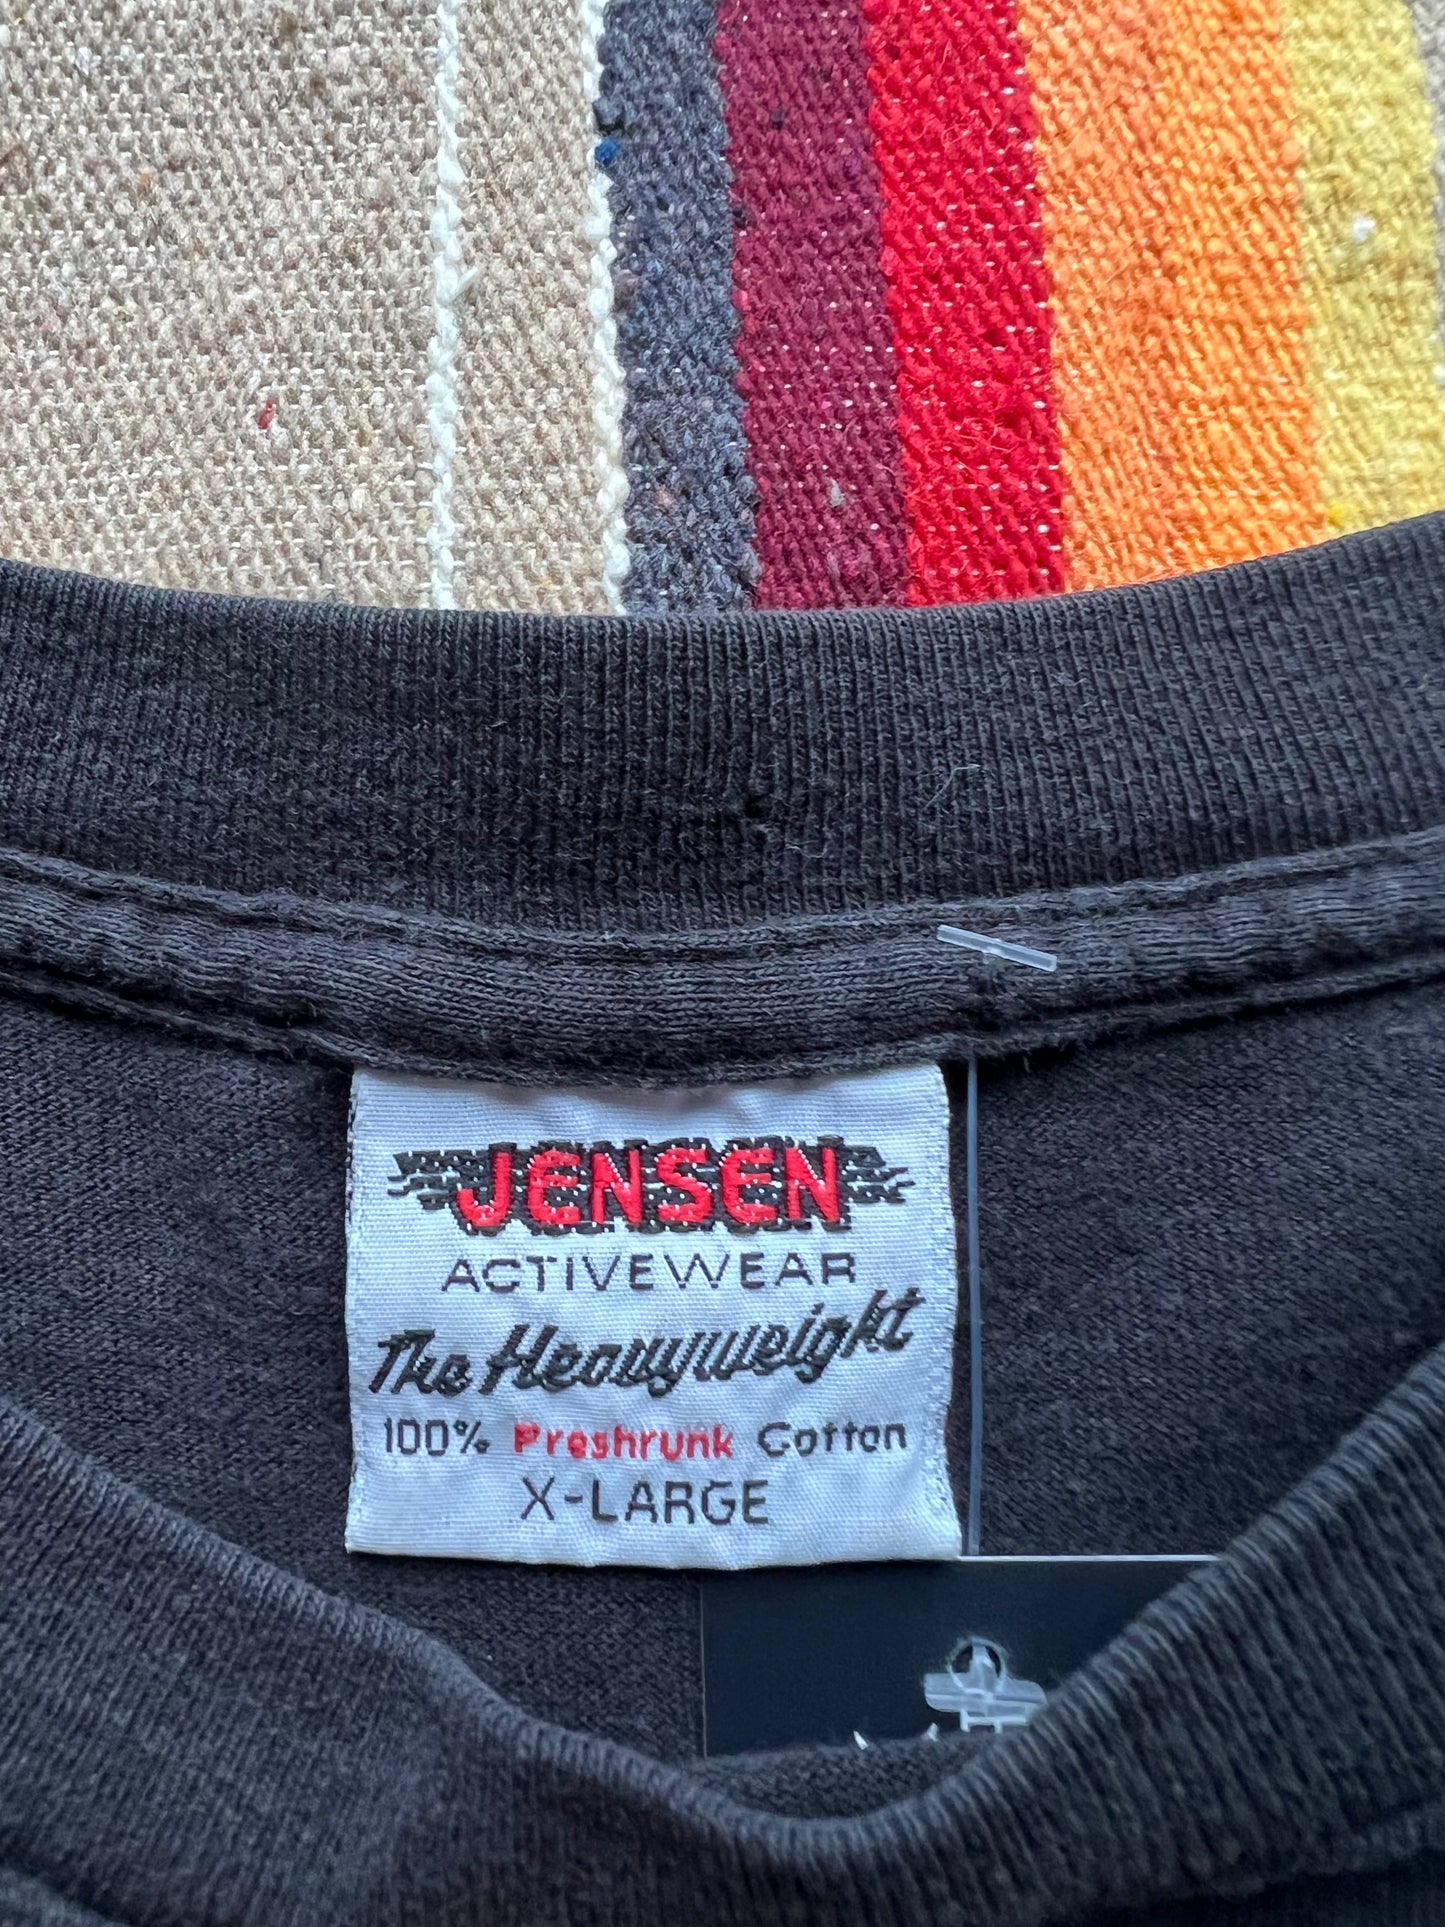 JENSEN
ACTIVEWEAR
The Heavyweight
100% Preshrunk Cotton
X-LARGE